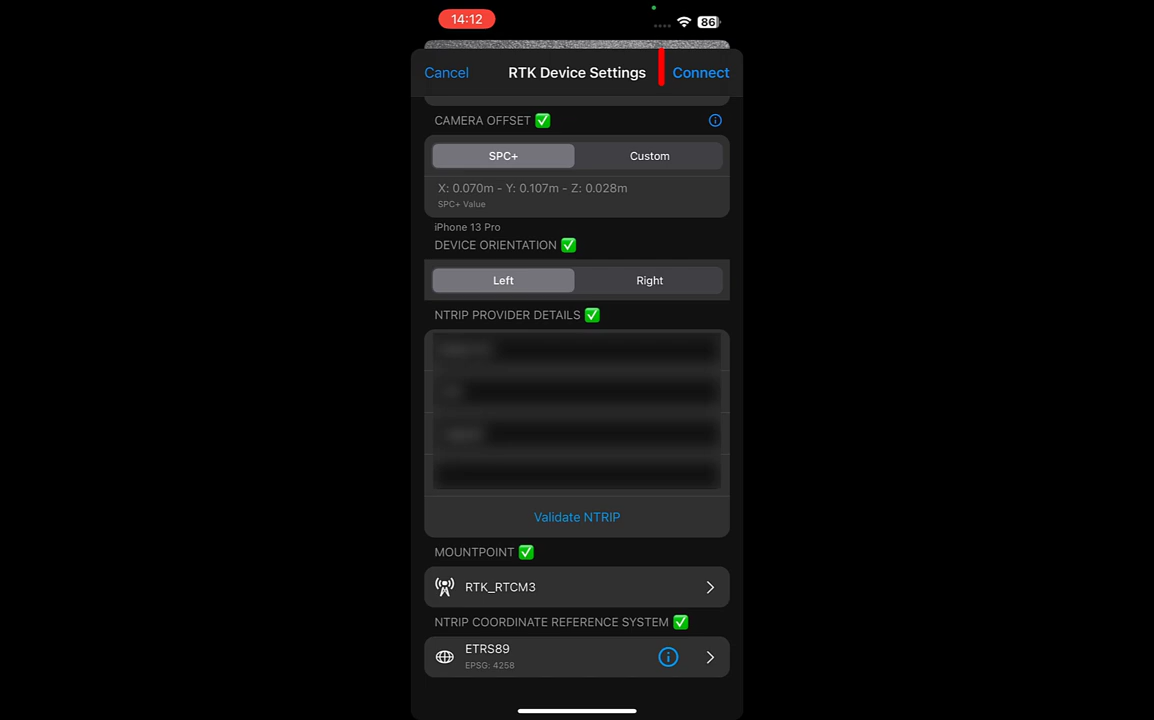 14:12
86
Cancel
RTK Device Settings
Connect
CAMERA OFFSET ✅
SPC+
Custom
X: 0.070m - Y: 0.107m - Z: 0.028m
SPC+ Value
iPhone 13 Pro
DEVICE ORIENTATION ✅
Left
Right
NTRIP PROVIDER DETAILS ✅
Validate NTRIP
MOUNTPOINT ✅
RTK_RTCM3
NTRIP COORDINATE REFERENCE SYSTEM ✅
ETRS89
EPSG: 4258